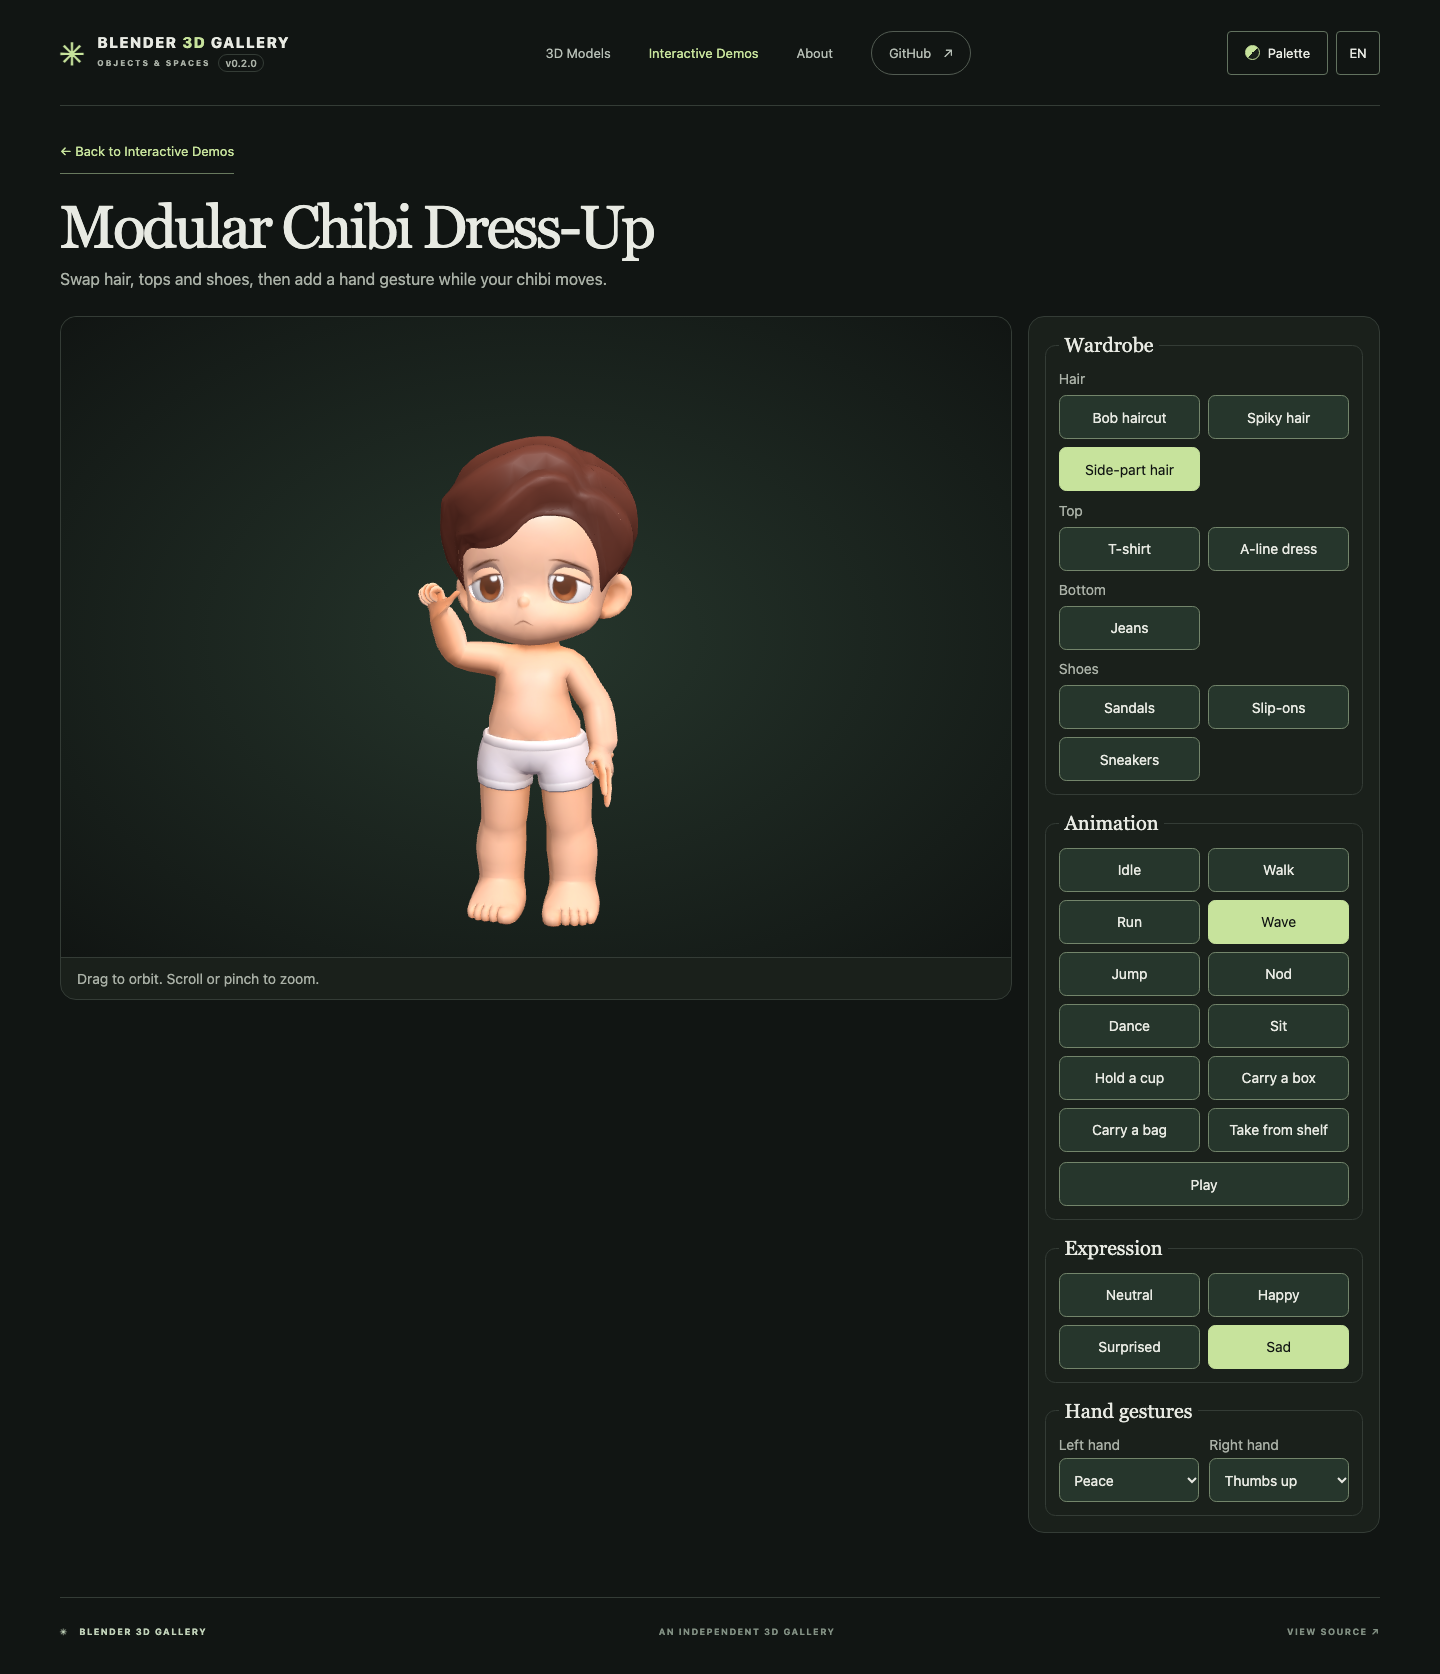 BLENDER 3D GALLERY
OBJECTS & SPACES v0.2.0
3D Models Interactive Demos About GitHub ↗
Palette EN
← Back to Interactive Demos
Modular Chibi Dress-Up
Swap hair, tops and shoes, then add a hand gesture while your chibi moves.
Drag to orbit. Scroll or pinch to zoom.
Wardrobe
Hair
Bob haircut Spiky hair
Side-part hair
Top
T-shirt A-line dress
Bottom
Jeans
Shoes
Sandals Slip-ons
Sneakers
Animation
Idle Walk
Run Wave
Jump Nod
Dance Sit
Hold a cup Carry a box
Carry a bag Take from shelf
Play
Expression
Neutral Happy
Surprised Sad
Hand gestures
Left hand Right hand
Peace Thumbs up
BLENDER 3D GALLERY AN INDEPENDENT 3D GALLERY VIEW SOURCE ↗